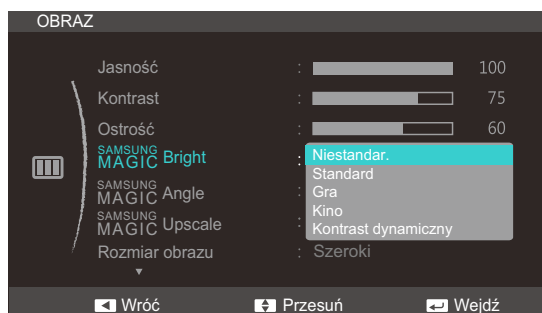 OBRAZ
Jasność : 100
Kontrast : 75
Ostrość : 60
SAMSUNG MAGIC Bright : Niestandar.
Standard
SAMSUNG MAGIC Angle : Gra
Kino
SAMSUNG MAGIC Upscale : Kontrast dynamiczny
Rozmiar obrazu : Szeroki
Wróć Przesuń Wejdź